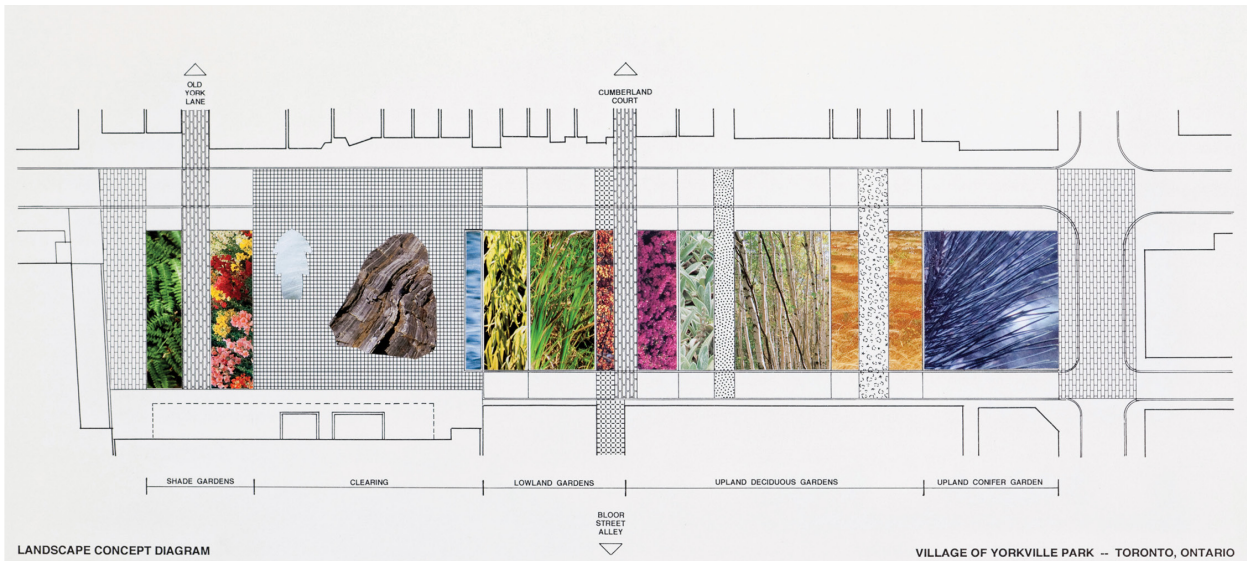 OLD
YORK
LANE
CUMBERLAND
COURT
SHADE GARDENS
CLEARING
LOWLAND GARDENS
UPLAND DECIDUOUS GARDENS
UPLAND CONIFER GARDEN
BLOOR
STREET
ALLEY
LANDSCAPE CONCEPT DIAGRAM
VILLAGE OF YORKVILLE PARK -- TORONTO, ONTARIO